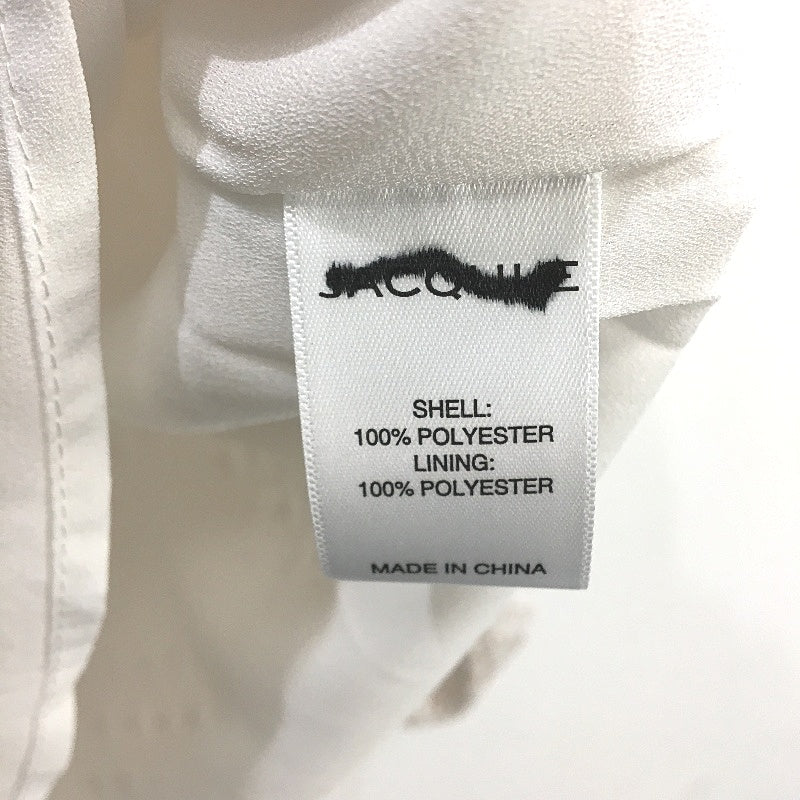 SHELL:
100% POLYESTER
LINING:
100% POLYESTER
MADE IN CHINA